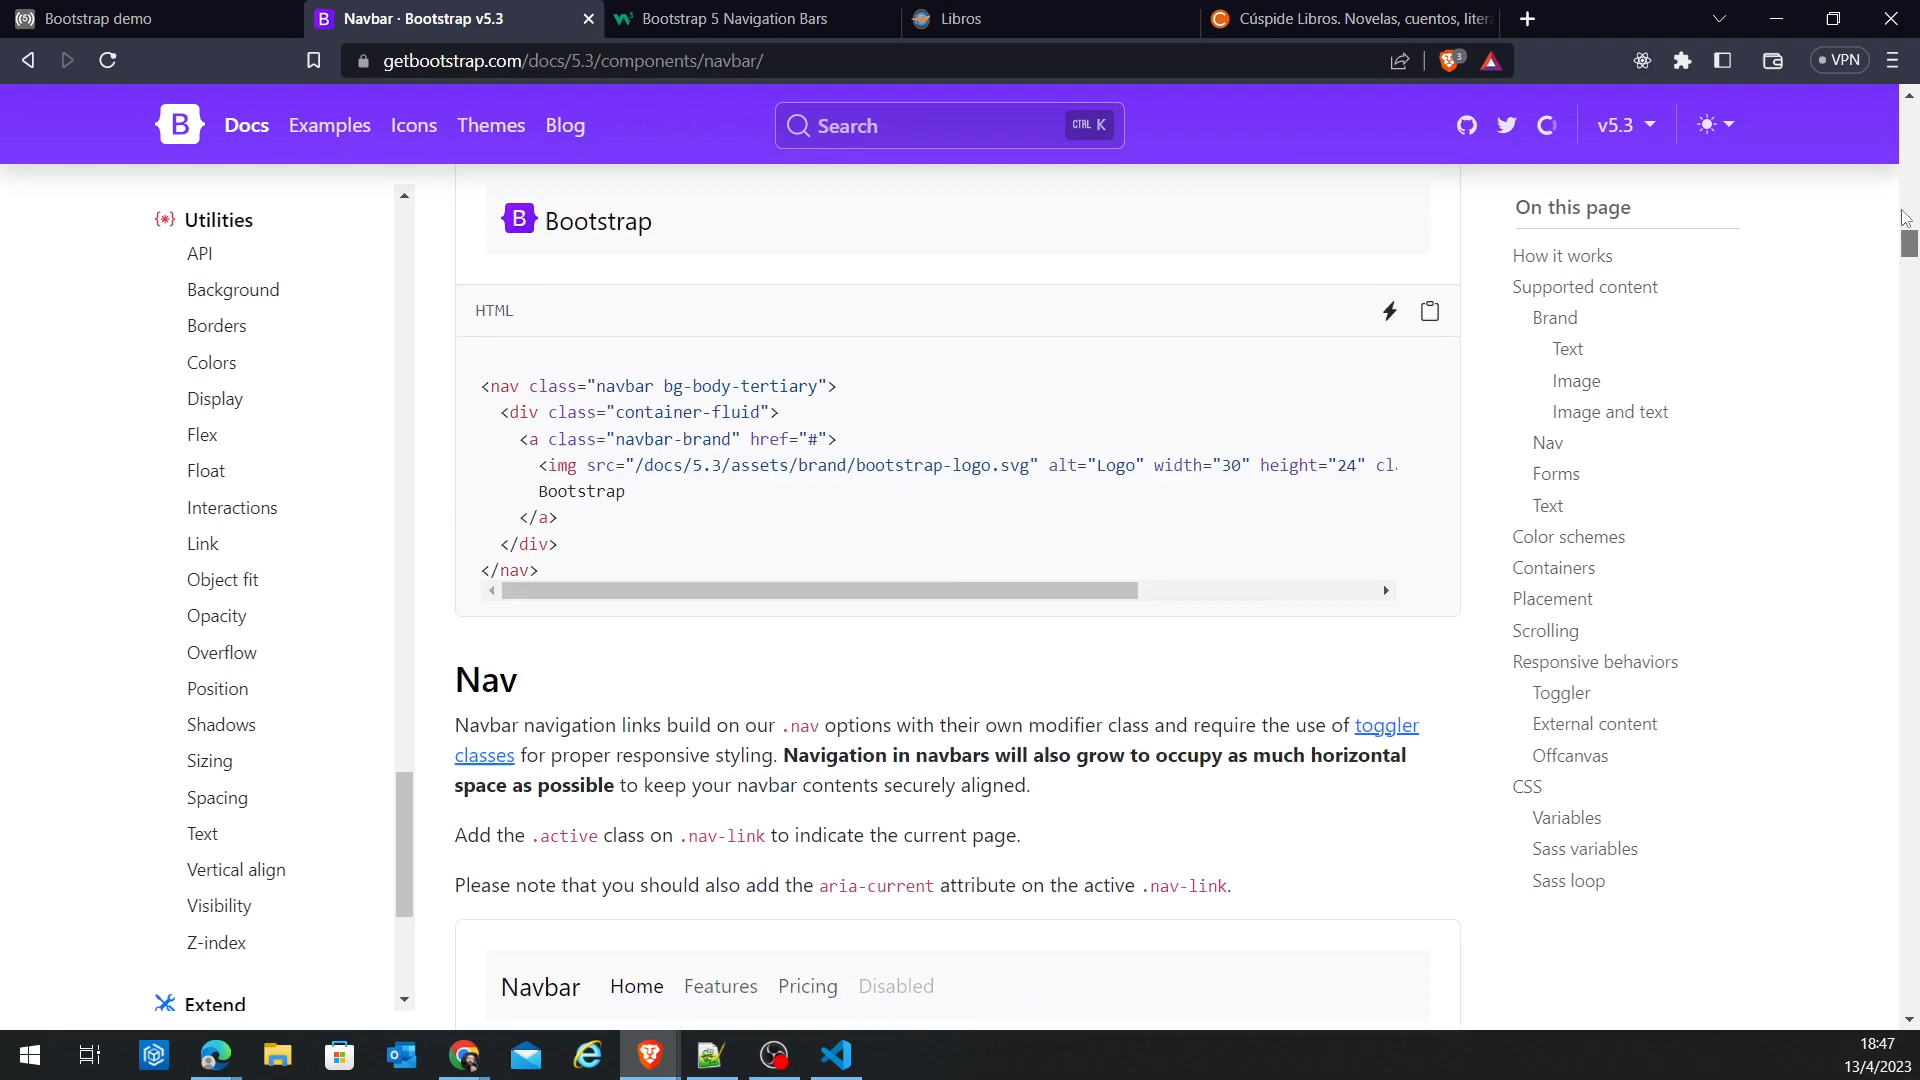 Bootstrap demo
Navbar · Bootstrap v5.3
Bootstrap 5 Navigation Bars
Libros
Cúspide Libros. Novelas, cuentos, litera
getbootstrap.com/docs/5.3/components/navbar/
3
VPN
B
Docs
Examples
Icons
Themes
Blog
Search
CTRL K
v5.3
Utilities
API
Background
Borders
Colors
Display
Flex
Float
Interactions
Link
Object fit
Opacity
Overflow
Position
Shadows
Sizing
Spacing
Text
Vertical align
Visibility
Z-index
Extend
B Bootstrap
HTML
<nav class="navbar bg-body-tertiary">
<div class="container-fluid">
<a class="navbar-brand" href="#">
<img src="/docs/5.3/assets/brand/bootstrap-logo.svg" alt="Logo" width="30" height="24" cl
Bootstrap
</a>
</div>
</nav>
Nav
Navbar navigation links build on our .nav options with their own modifier class and require the use of toggler
classes for proper responsive styling. Navigation in navbars will also grow to occupy as much horizontal
space as possible to keep your navbar contents securely aligned.
Add the .active class on .nav-link to indicate the current page.
Please note that you should also add the aria-current attribute on the active .nav-link.
Navbar Home Features Pricing Disabled
On this page
How it works
Supported content
Brand
Text
Image
Image and text
Nav
Forms
Text
Color schemes
Containers
Placement
Scrolling
Responsive behaviors
Toggler
External content
Offcanvas
CSS
Variables
Sass variables
Sass loop
18:47
13/4/2023